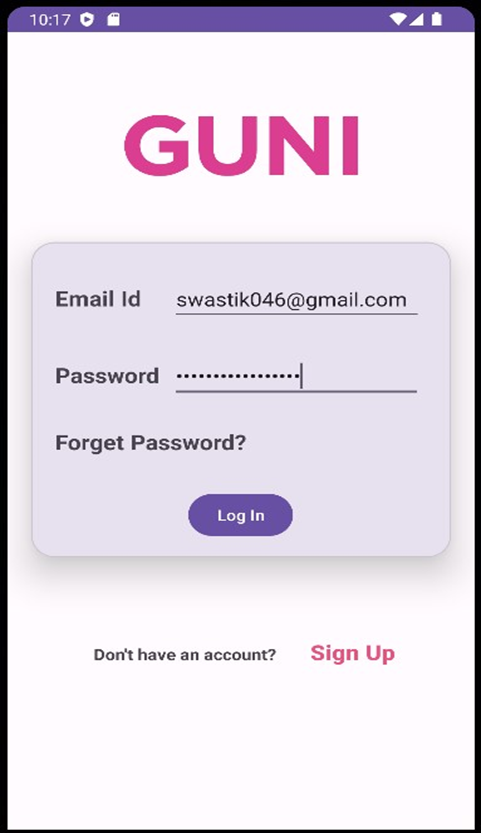 10:17
GUNI
Email Id swastik046@gmail.com
Password •••••••••••••••••
Forget Password?
Log In
Don't have an account? Sign Up